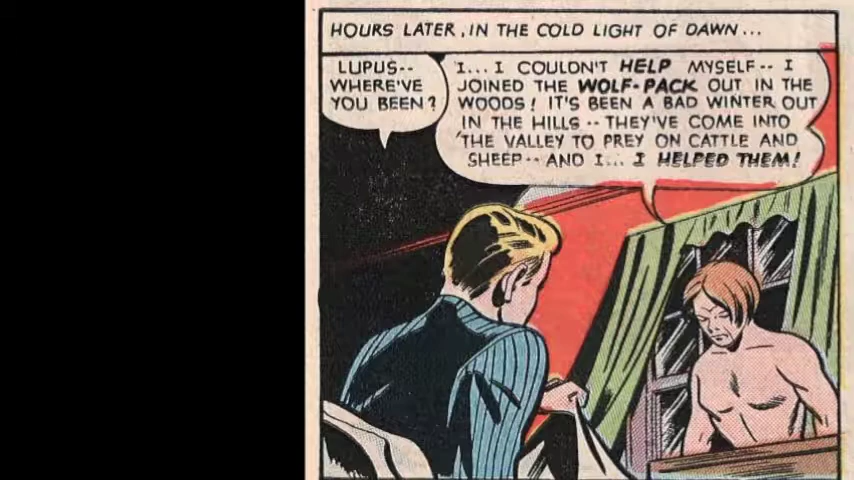 HOURS LATER, IN THE COLD LIGHT OF DAWN...
LUPUS--
WHERE'VE
YOU BEEN?
I... I COULDN'T HELP MYSELF-- I
JOINED THE WOLF-PACK OUT IN THE
WOODS! IT'S BEEN A BAD WINTER OUT
IN THE HILLS -- THEY'VE COME INTO
'THE VALLEY TO PREY ON CATTLE AND
SHEEP-- AND I... I HELPED THEM!